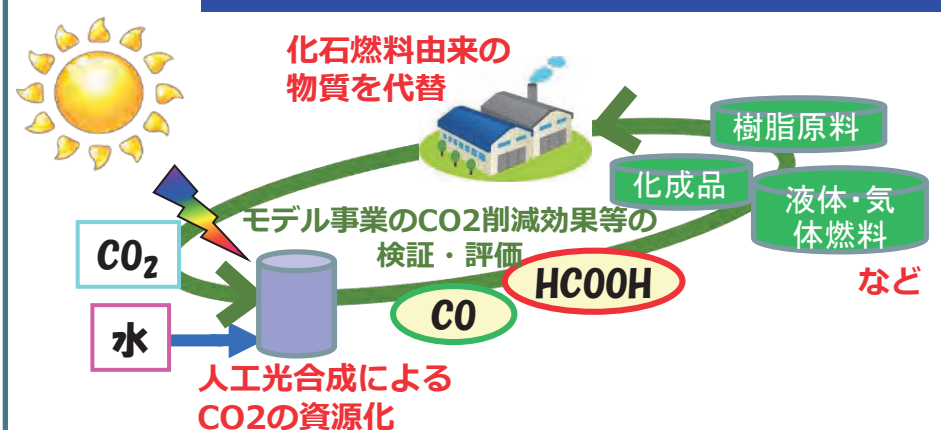 化石燃料由来の
物質を代替
樹脂原料
化成品
液体・気
体燃料
など
モデル事業のCO2削減効果等の
検証・評価
CO₂
HCOOH
CO
水
人工光合成による
CO2の資源化